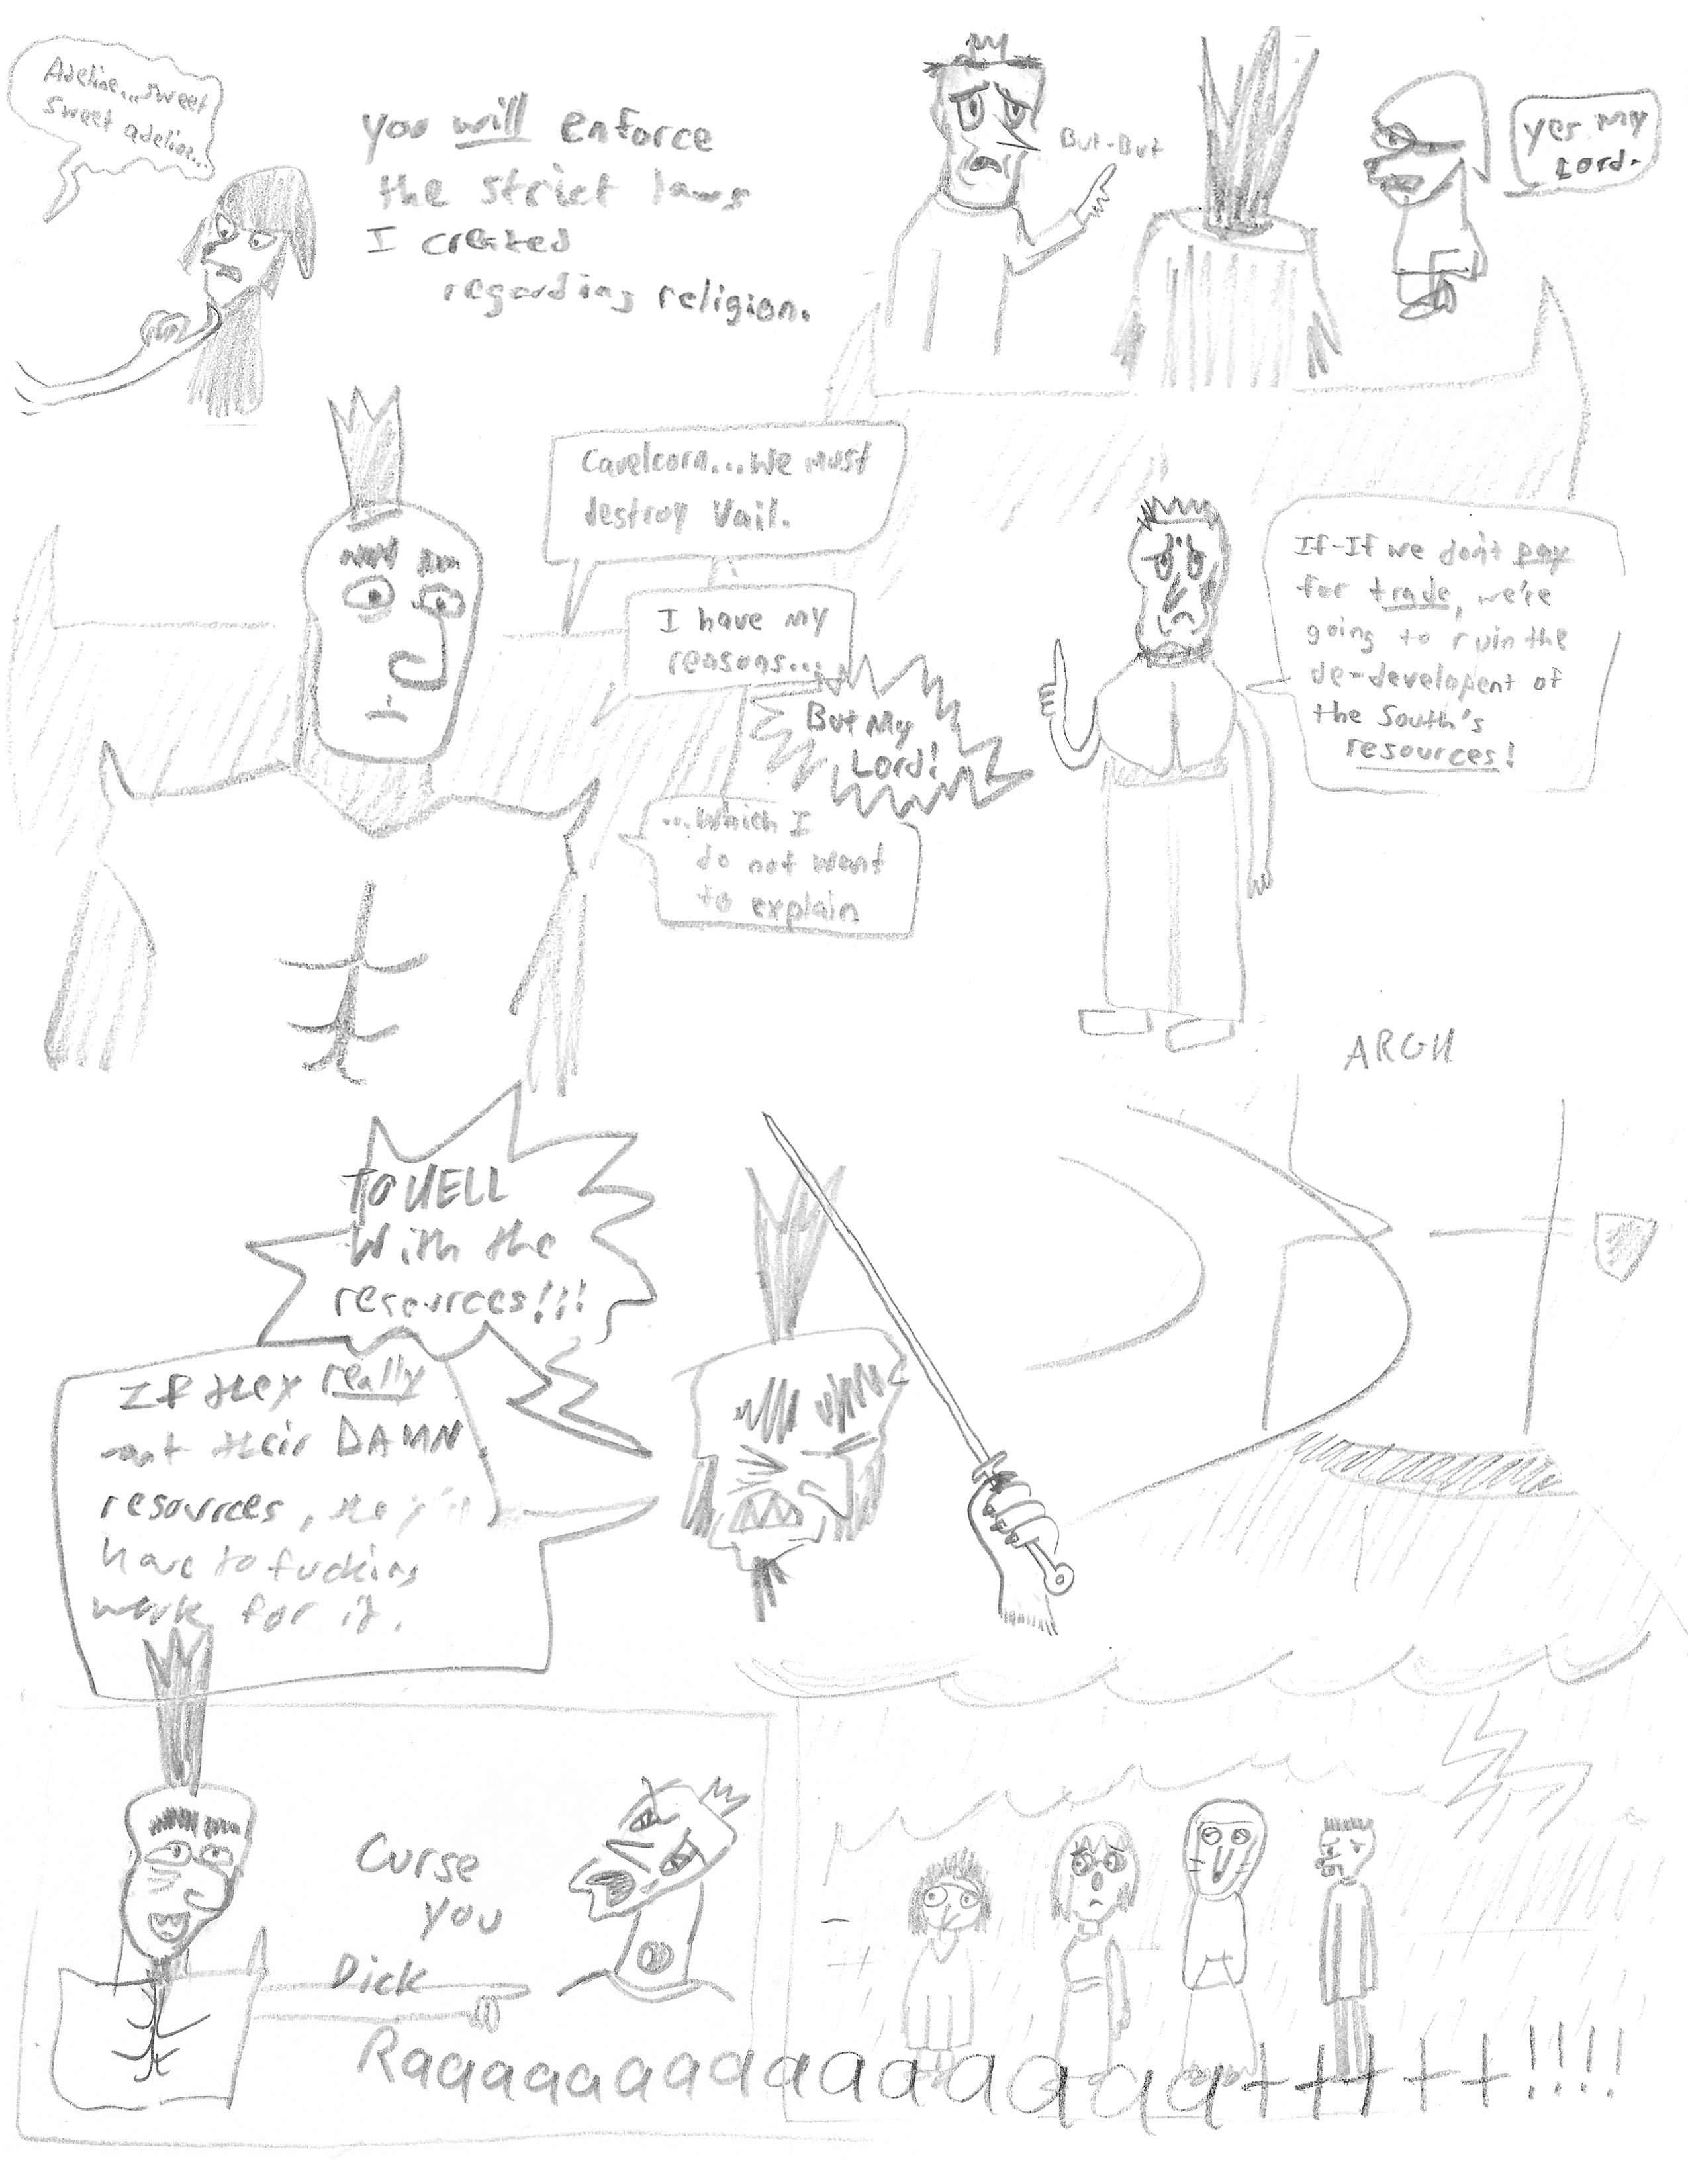 Adeline...sweet
sweet adeline...
you will enforce
the strict laws
I created
regarding religion.
But-But
yes my
Lord.
Cavelcorn...we must
destroy Vail.
I have my
reasons...
But My
Lord!
...which I
do not want
to explain
If-If we don't pay
for trade, we're
going to ruin the
de-developent of
the South's
resources!
ARGH
TO HELL
With the
resources!!!
If they really
want their DAMN
resources, they'll
have to fucking
work for it.
Curse
you
Dick
Raaaaaaaaaaaaaattttt!!!!